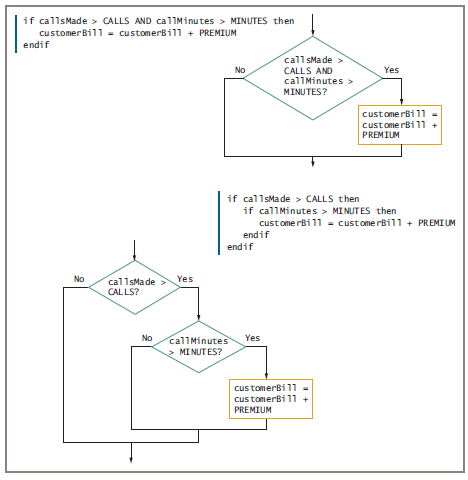 if callsMade > CALLS AND callMinutes > MINUTES then
customerBill = customerBill + PREMIUM
endif
No
callsMade >
CALLS AND
callMinutes >
MINUTES?
Yes
customerBill =
customerBill +
PREMIUM
if callsMade > CALLS then
if callMinutes > MINUTES then
customerBill = customerBill + PREMIUM
endif
endif
No
callsMade >
CALLS?
Yes
No
callMinutes
> MINUTES?
Yes
customerBill =
customerBill +
PREMIUM